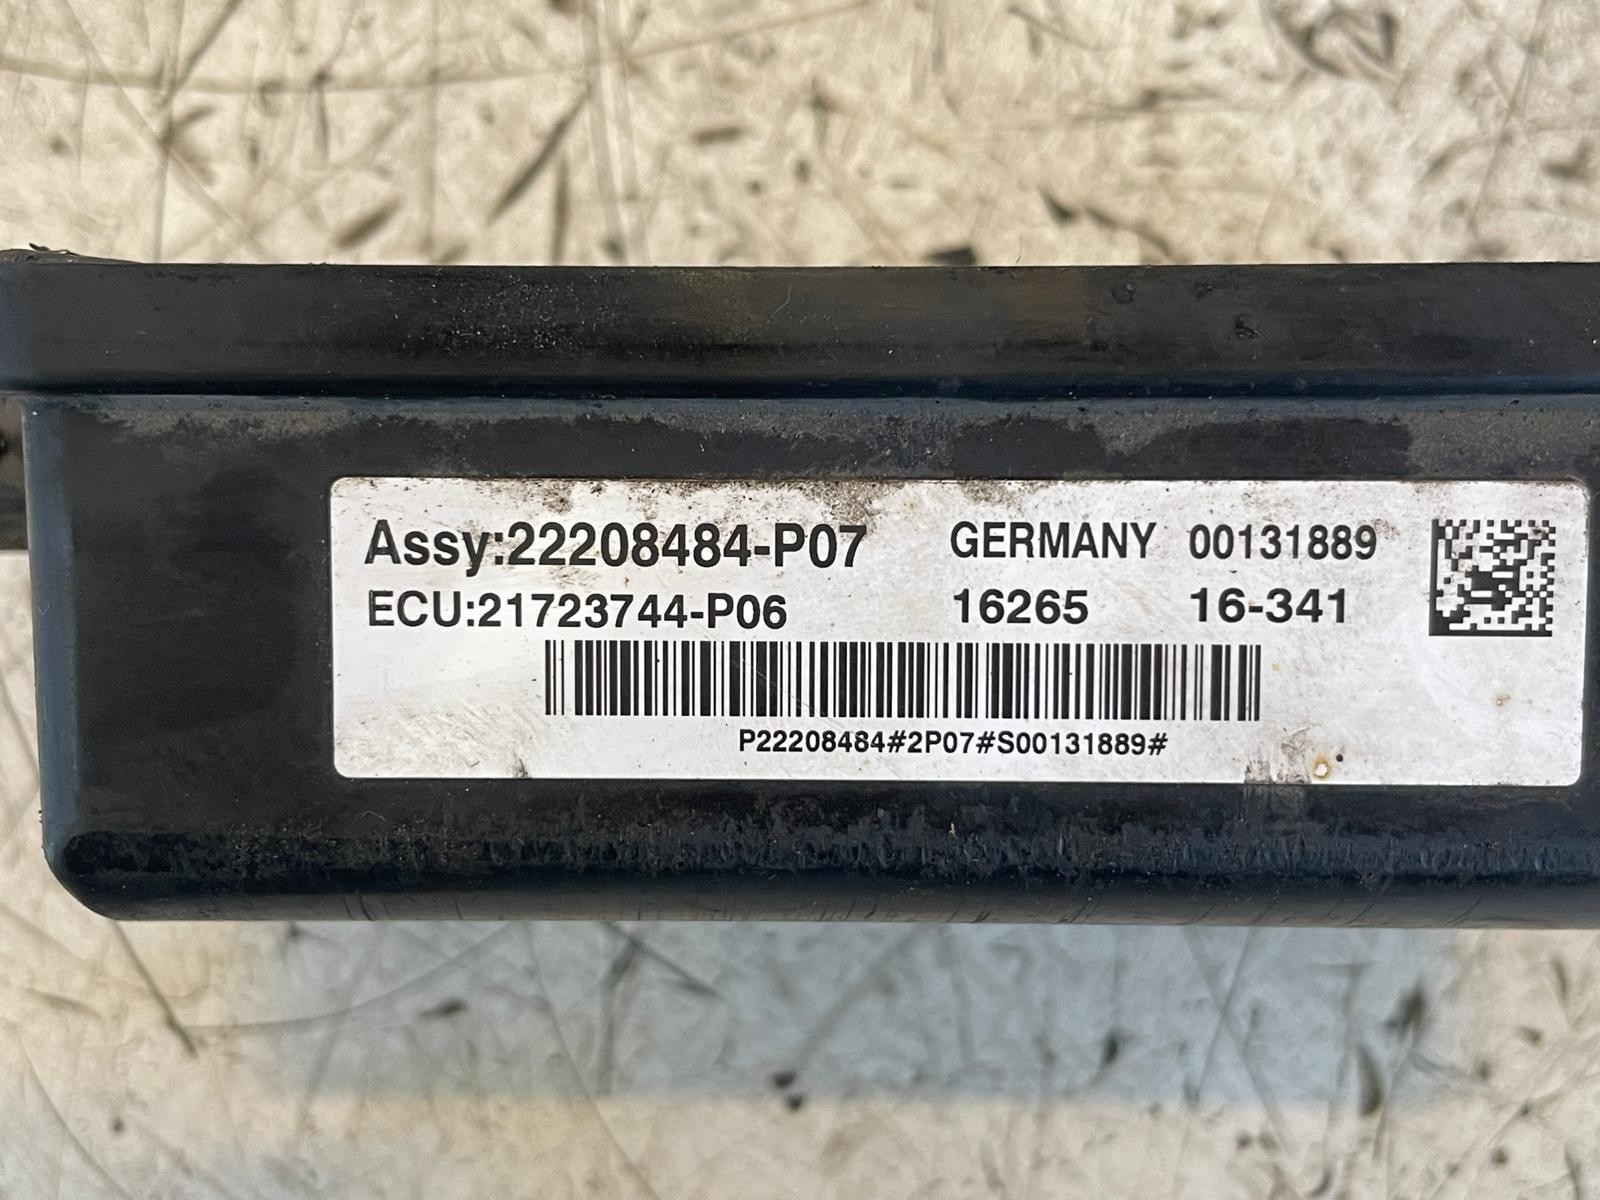 Assy:22208484-P07 GERMANY 00131889
ECU:21723744-P06 16265 16-341
P22208484#2P07#S00131889#